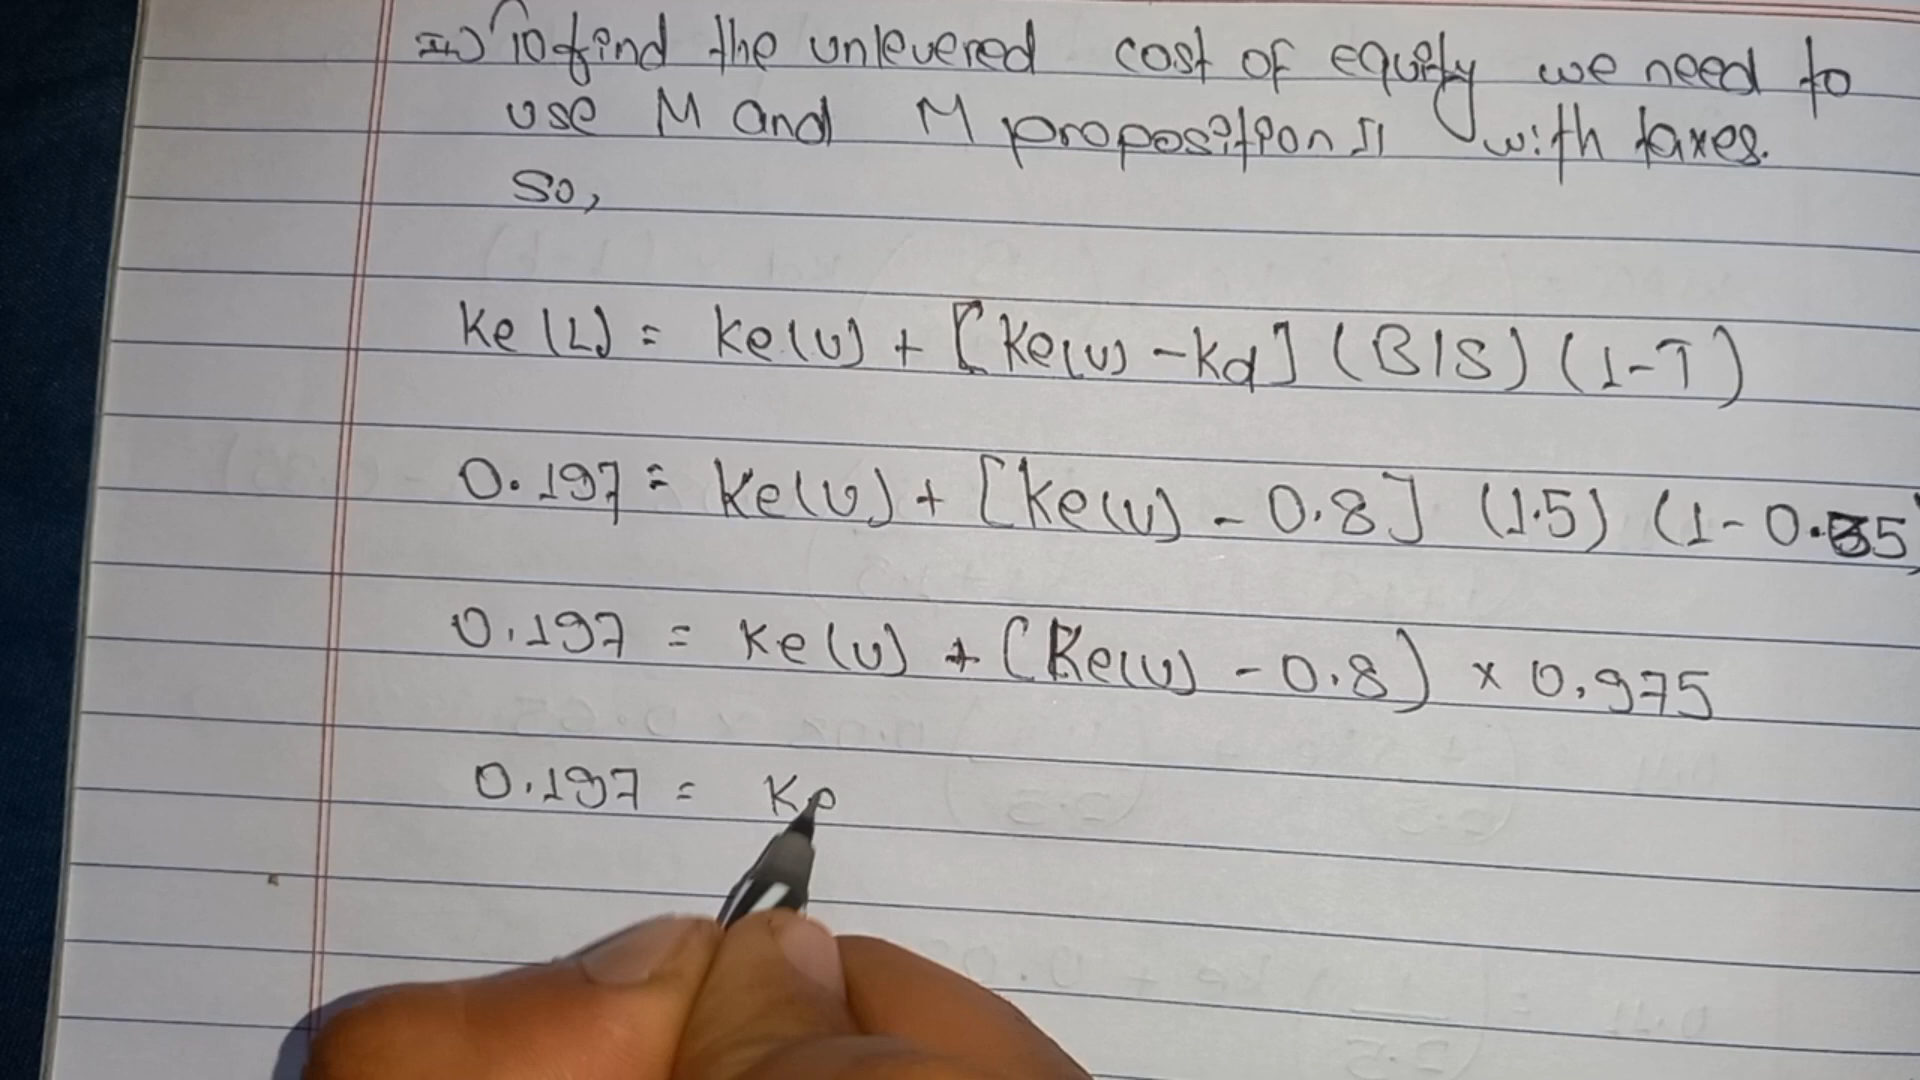 ii) To find the unlevered cost of equity we need to
use M and M proposition II with taxes.
So,
Ke(L) = Ke(U) + [Ke(U) - Kd] (B/S) (1-T)
0.197 = Ke(U) + [Ke(U) - 0.8] (1.5) (1-0.35)
0.197 = Ke(U) + (Ke(U) - 0.8) × 0.975
0.197 = Ke